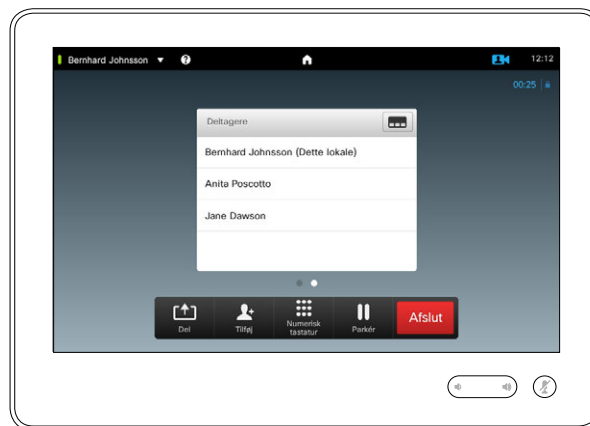 Bernhard Johnsson ▼ ? 12:12
00:25
Deltagere
Bernhard Johnsson (Dette lokale)
Anita Poscotto
Jane Dawson
Del
Tilføj
Numerisk
tastatur
Parkér
Afslut